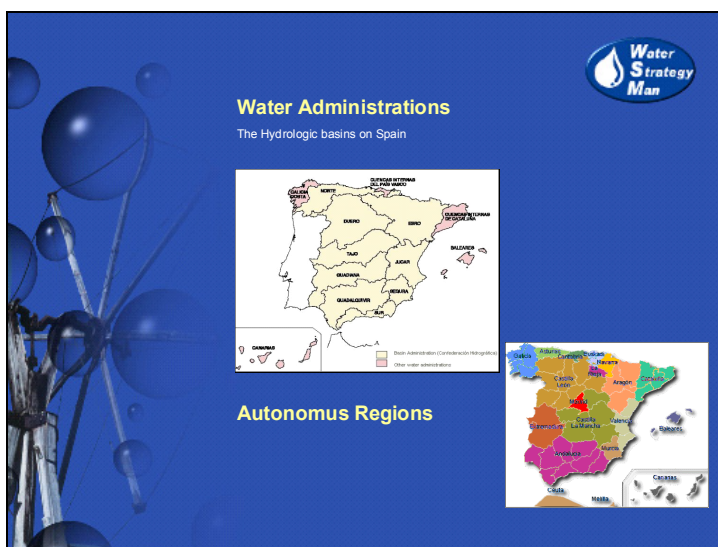 Water
Strategy
Man
Water Administrations
The Hydrologic basins on Spain
GALICIA
COSTA
NORTE
CUENCAS INTERNAS
DEL PAÍS VASCO
CUENCAS INTERNAS
DE CATALUÑA
DUERO
EBRO
BALEARES
TAJO
JUCAR
GUADIANA
SEGURA
GUADALQUIVIR
SUR
CANARIAS
Basin Administration (Confederación Hidrográfica)
Other water administrations
Autonomus Regions
Galicia
Asturias
Cantabria
Euskadi
Navarra
La
Rioja
Castilla
León
Aragón
Cataluña
Madrid
Extremadura
Castilla
La Mancha
Valencia
Baleares
Murcia
Andalucía
Canarias
Ceuta
Melilla